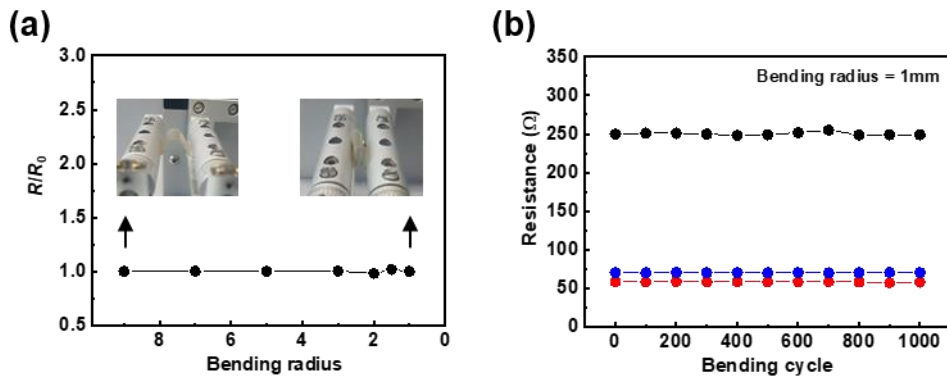 (a)
3.0
2.5
2.0
1.5
1.0
0.5
R/R0
8 6 4 2 0
Bending radius
(b)
350
300
250
200
150
100
50
0
Resistance (Ω)
Bending radius = 1mm
0 200 400 600 800 1000
Bending cycle